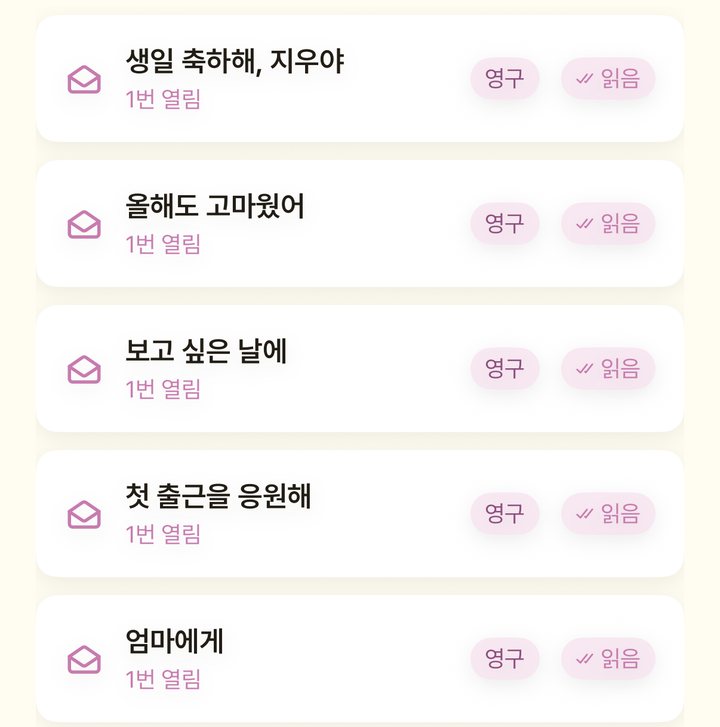 생일 축하해, 지우야
1번 열림
영구
읽음
올해도 고마웠어
1번 열림
영구
읽음
보고 싶은 날에
1번 열림
영구
읽음
첫 출근을 응원해
1번 열림
영구
읽음
엄마에게
1번 열림
영구
읽음